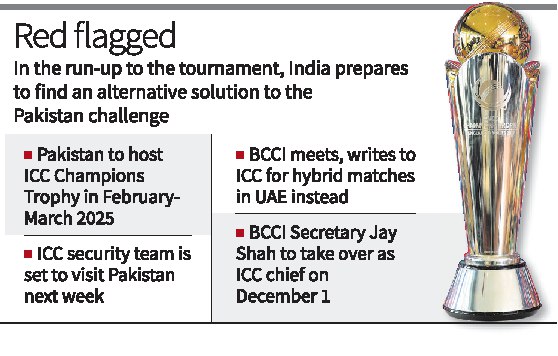 Red flagged
In the run-up to the tournament, India prepares
to find an alternative solution to the
Pakistan challenge
Pakistan to host
ICC Champions
Trophy in February-
March 2025
ICC security team is
set to visit Pakistan
next week
BCCI meets, writes to
ICC for hybrid matches
in UAE instead
BCCI Secretary Jay
Shah to take over as
ICC chief on
December 1